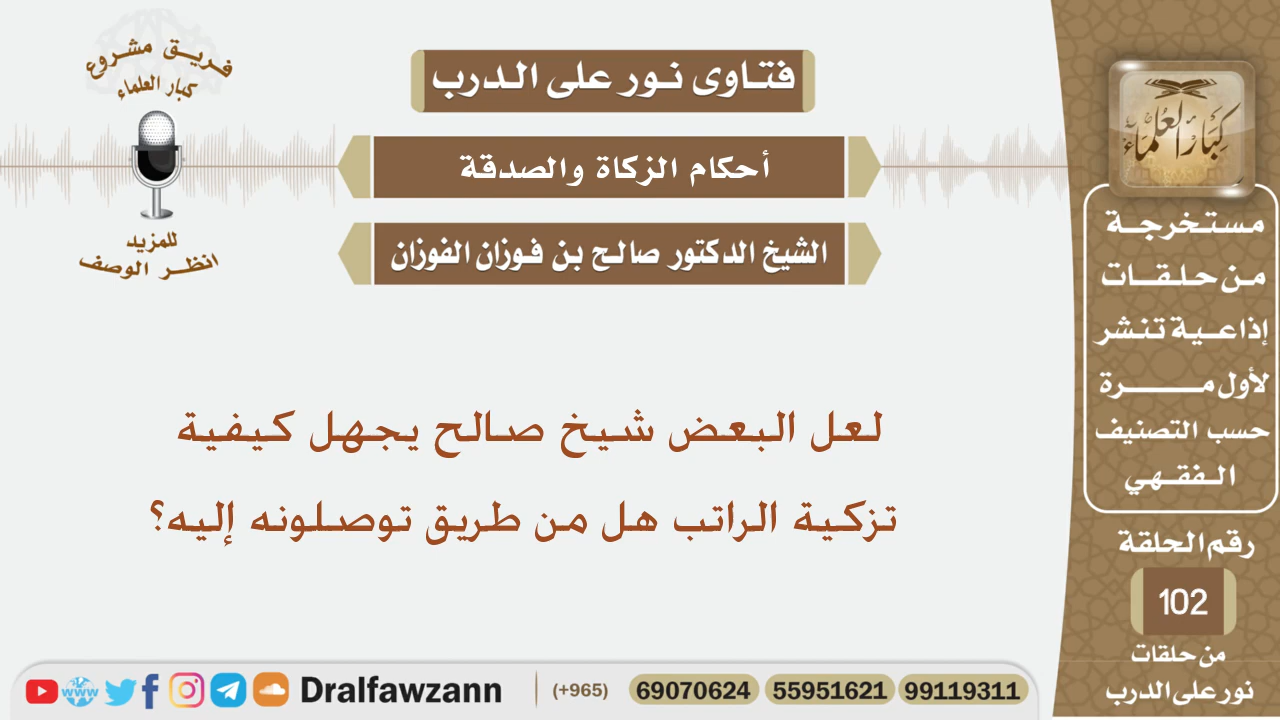 فريق مشروع
كبار العلماء
للمزيد
انظر الوصف
فتاوى نور على الدرب
أحكام الزكاة والصدقة
الشيخ الدكتور صالح بن فوزان الفوزان
لعل البعض شيخ صالح يجهل كيفية
تزكية الراتب هل من طريق توصلونه إليه؟
كبار العلماء
مستخرجة
من حلقات
إذاعية تنشر
لأول مرة
حسب التصنيف
الفقهي
رقم الحلقة
102
من حلقات
نور على الدرب
www
Dralfawzann
(+965)
69070624
55951621
99119311